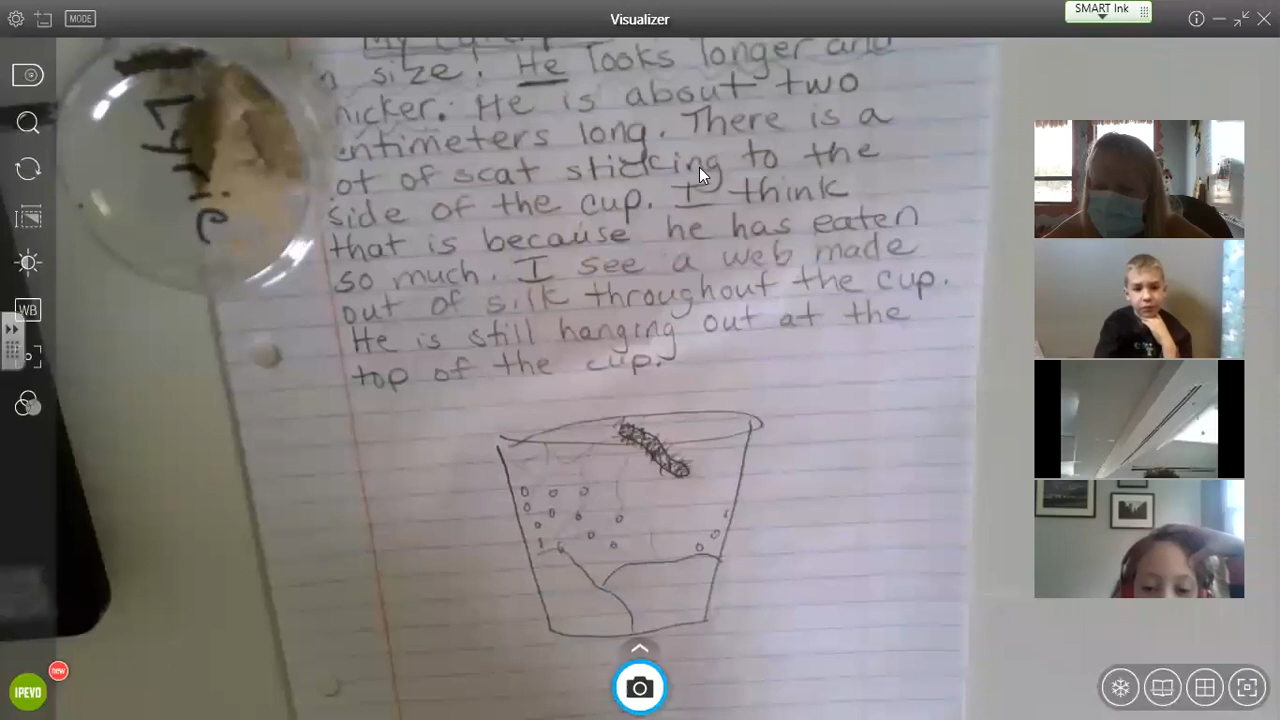 Visualizer
SMART Ink
MODE
WB
new
IPEVO
Lyric
size! He looks longer and
He is about two
long. There is a
of scat sticking to the
side of the cup. I think
that is because he has eaten
so much. I see a web made
out of silk throughout the cup.
He is still hanging out at the
top of the cup.